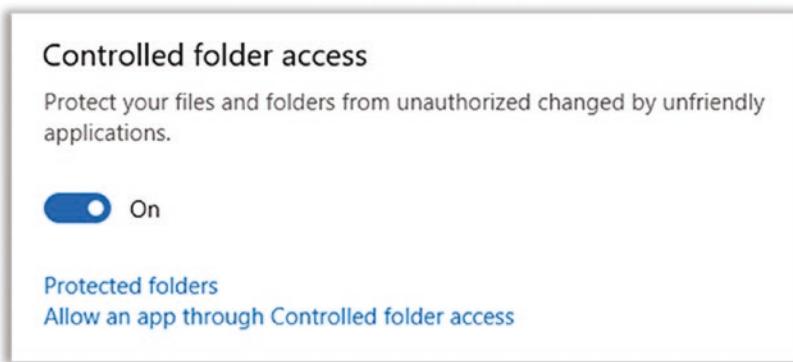 Controlled folder access
Protect your files and folders from unauthorized changed by unfriendly
applications.
On
Protected folders
Allow an app through Controlled folder access